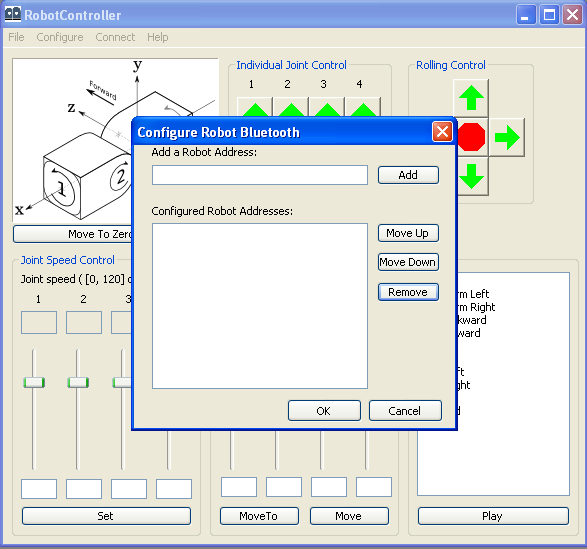 RobotController
File Configure Connect Help
Individual Joint Control
Rolling Control
1 2 3 4
y
Forward
z
1
2
x
Move To Zero
Configure Robot Bluetooth
Add a Robot Address:
Add
Configured Robot Addresses:
Move Up
Move Down
Remove
OK
Cancel
Joint Speed Control
Joint speed ( [0, 120]
1 2 3
rm Left
rm Right
kward
ward
ft
ght
d
Set
MoveTo
Move
Play